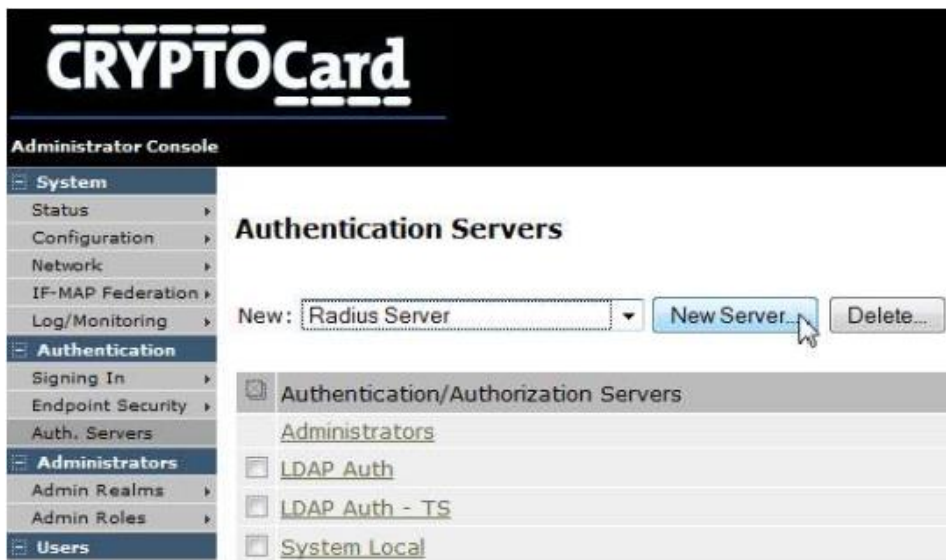 CRYPTOCard
Administrator Console
System
Status
Configuration
Network
IF-MAP Federation
Log/Monitoring
Authentication
Signing In
Endpoint Security
Auth. Servers
Administrators
Admin Realms
Admin Roles
Users
Authentication Servers
New: Radius Server New Server... Delete...
Authentication/Authorization Servers
Administrators
LDAP Auth
LDAP Auth - TS
System Local